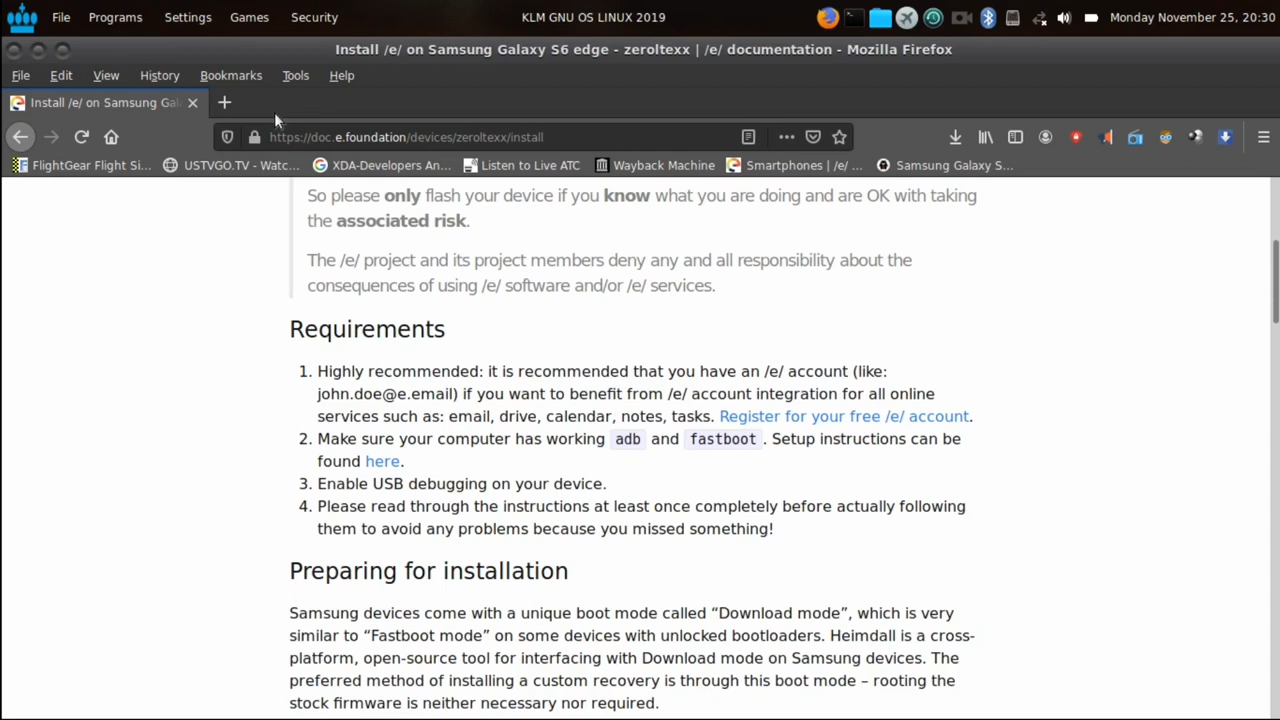 File Programs Settings Games Security KLM GNU OS LINUX 2019 Monday November 25, 20:30
Install /e/ on Samsung Galaxy S6 edge - zeroltexx | /e/ documentation - Mozilla Firefox
File Edit View History Bookmarks Tools Help
Install /e/ on Samsung Gala
https://doc.e.foundation/devices/zeroltexx/install
FlightGear Flight Si... USTVGO.TV - Watc... XDA-Developers An... Listen to Live ATC Wayback Machine Smartphones | /e/ ... Samsung Galaxy S...
So please only flash your device if you know what you are doing and are OK with taking
the associated risk.
The /e/ project and its project members deny any and all responsibility about the
consequences of using /e/ software and/or /e/ services.
Requirements
1. Highly recommended: it is recommended that you have an /e/ account (like:
john.doe@e.email) if you want to benefit from /e/ account integration for all online
services such as: email, drive, calendar, notes, tasks. Register for your free /e/ account.
2. Make sure your computer has working adb and fastboot. Setup instructions can be
found here.
3. Enable USB debugging on your device.
4. Please read through the instructions at least once completely before actually following
them to avoid any problems because you missed something!
Preparing for installation
Samsung devices come with a unique boot mode called “Download mode”, which is very
similar to “Fastboot mode” on some devices with unlocked bootloaders. Heimdall is a cross-
platform, open-source tool for interfacing with Download mode on Samsung devices. The
preferred method of installing a custom recovery is through this boot mode – rooting the
stock firmware is neither necessary nor required.